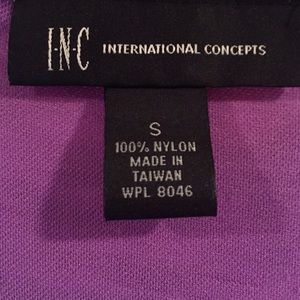 I·N·C INTERNATIONAL CONCEPTS
S
100% NYLON
MADE IN
TAIWAN
WPL 8046